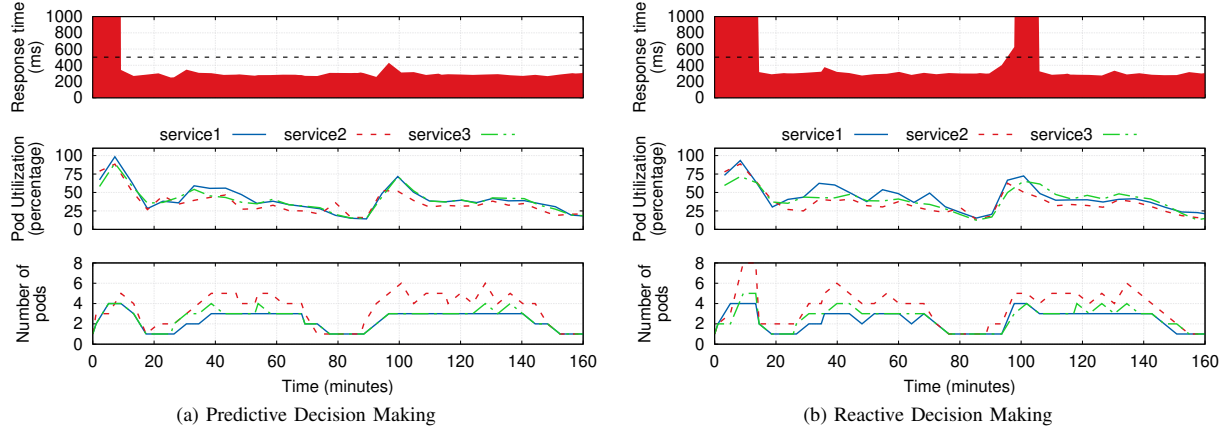 Response time
(ms)
1000
800
600
400
200
0
service1
service2
service3
Pod Utilization
(percentage)
100
75
50
25
0
Number of
pods
8
6
4
2
0
0 20 40 60 80 100 120 140 160
Time (minutes)
(a) Predictive Decision Making
Response time
(ms)
1000
800
600
400
200
0
service1
service2
service3
Pod Utilization
(percentage)
100
75
50
25
0
Number of
pods
8
6
4
2
0
0 20 40 60 80 100 120 140 160
Time (minutes)
(b) Reactive Decision Making